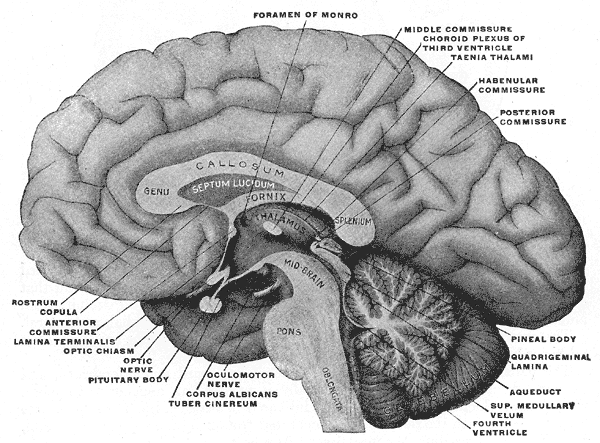 FORAMEN OF MONRO
MIDDLE COMMISSURE
CHOROID PLEXUS OF
THIRD VENTRICLE
TAENIA THALAMI
HABENULAR
COMMISSURE
POSTERIOR
COMMISSURE
CALLOSUM
GENU
SEPTUM LUCIDUM
FORNIX
THALAMUS
SPLENIUM
MID-BRAIN
PONS
OBLONGATA
ROSTRUM
COPULA
ANTERIOR
COMMISSURE
LAMINA TERMINALIS
OPTIC CHIASM
OPTIC
NERVE
PITUITARY BODY
OCULOMOTOR
NERVE
CORPUS ALBICANS
TUBER CINEREUM
PINEAL BODY
QUADRIGEMINAL
LAMINA
AQUEDUCT
SUP. MEDULLARY
VELUM
FOURTH
VENTRICLE